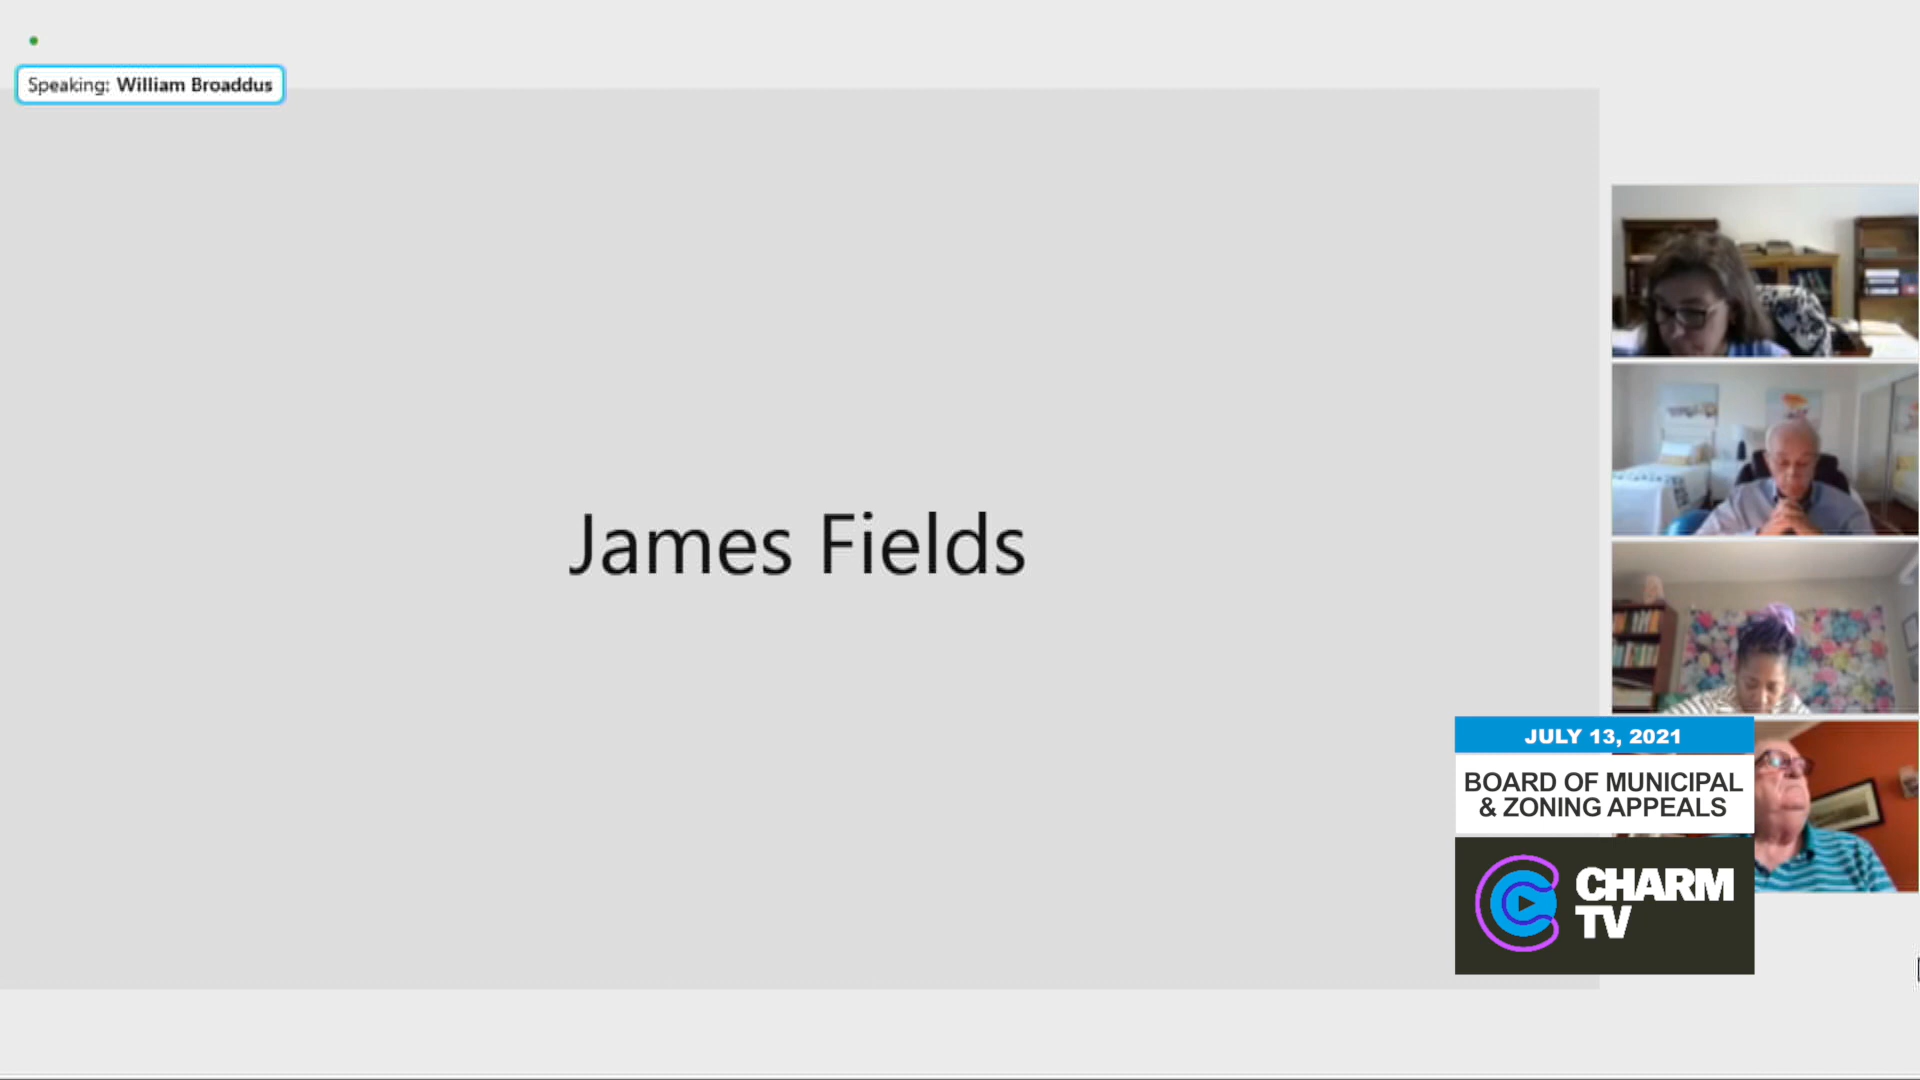 Speaking: William Broaddus
James Fields
JULY 13, 2021
BOARD OF MUNICIPAL
& ZONING APPEALS
CHARM
TV